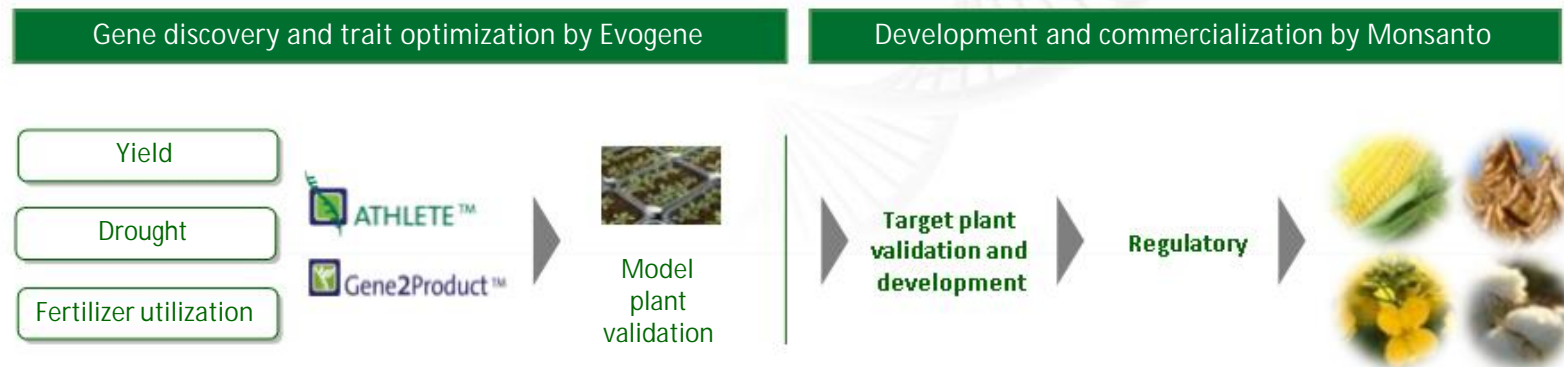 Gene discovery and trait optimization by Evogene
Development and commercialization by Monsanto
Yield
Drought
Fertilizer utilization
ATHLETE™
Gene2Product™
Model
plant
validation
Target plant
validation and
development
Regulatory